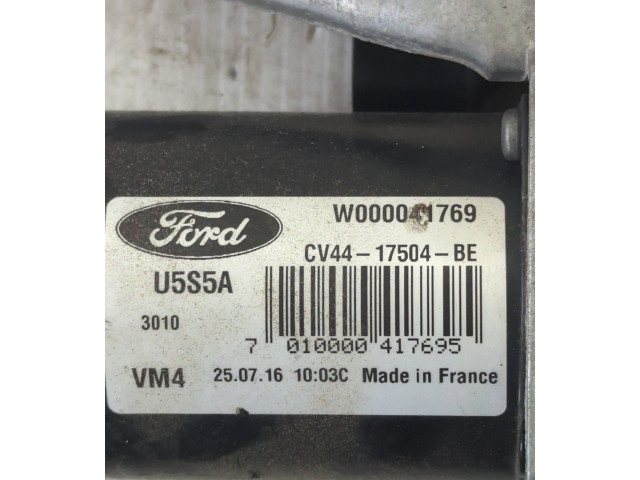 Ford
W000041769
CV44-17504-BE
U5S5A
3010
7 010000 417695
VM4 25.07.16 10:03C Made in France